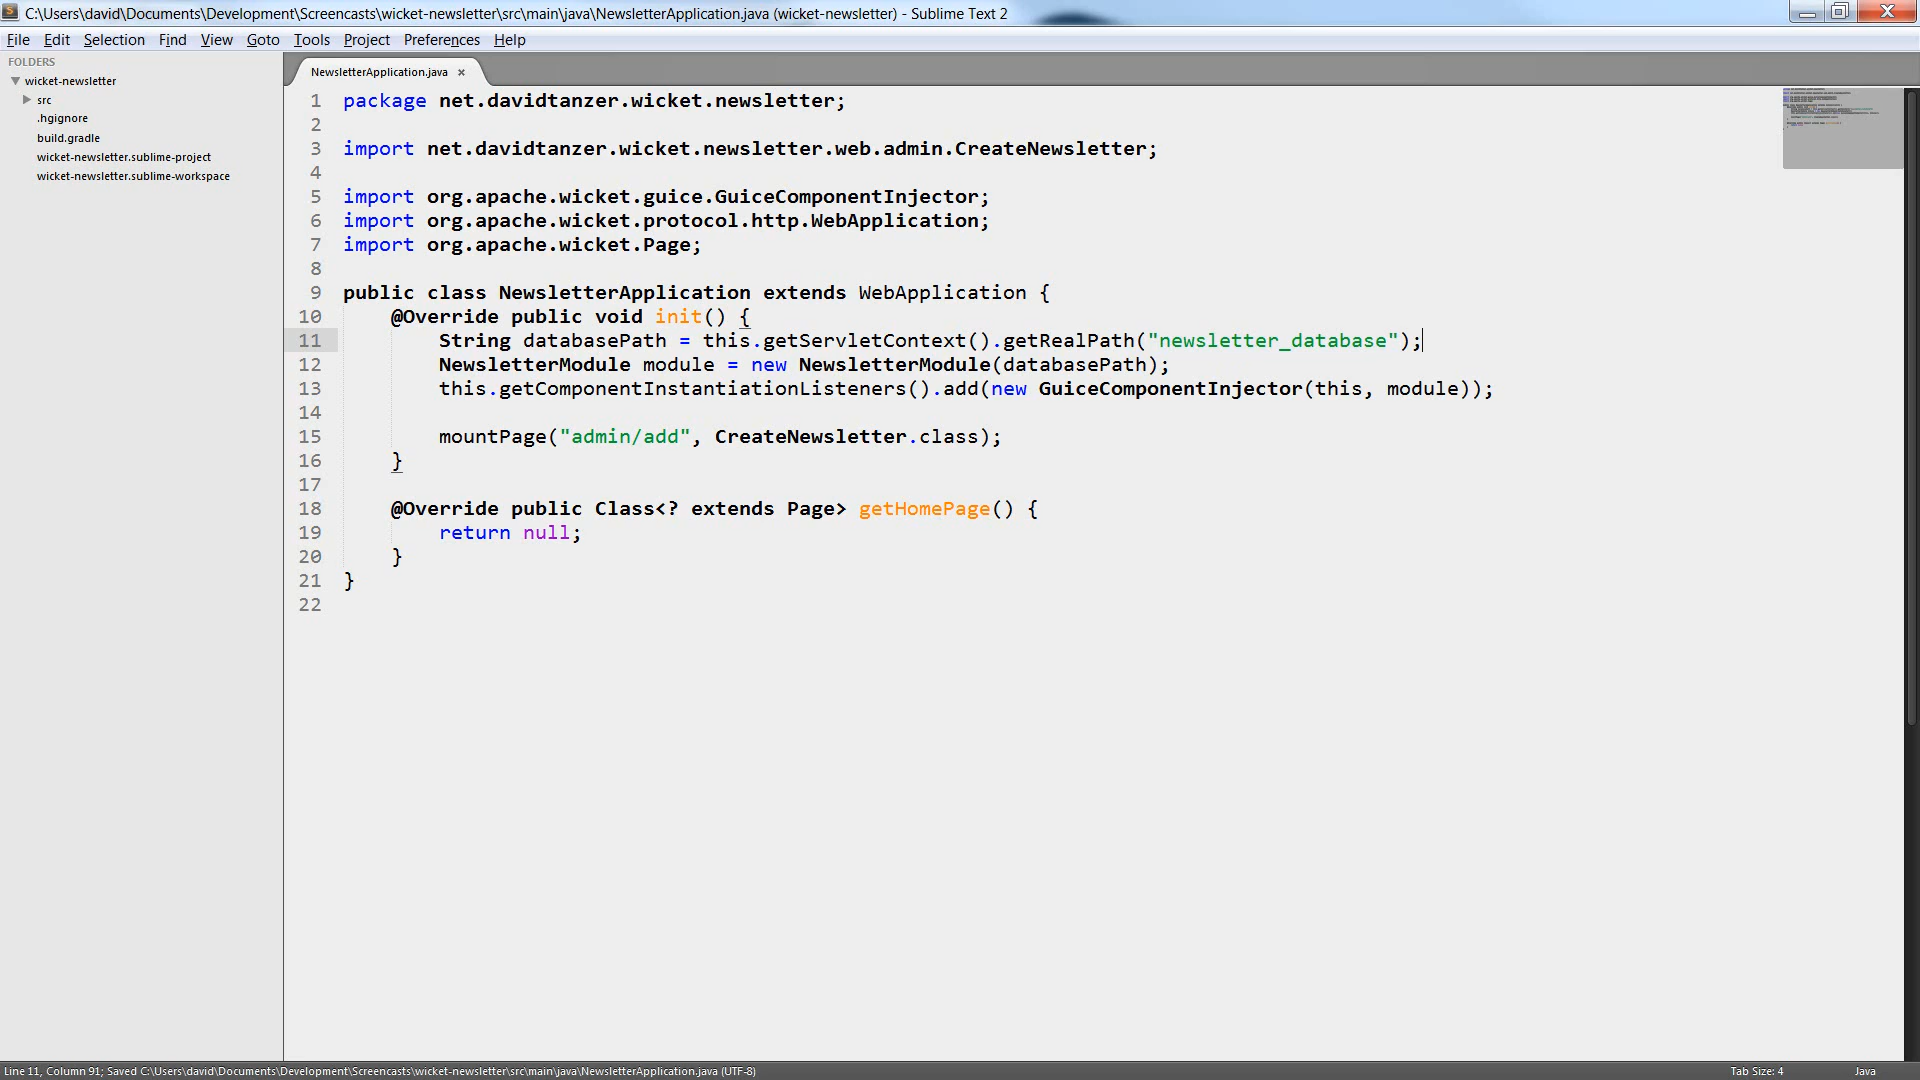 C:\Users\david\Documents\Development\Screencasts\wicket-newsletter\src\main\java\NewsletterApplication.java (wicket-newsletter) - Sublime Text 2
File Edit Selection Find View Goto Tools Project Preferences Help
FOLDERS
wicket-newsletter
src
.hgignore
build.gradle
wicket-newsletter.sublime-project
wicket-newsletter.sublime-workspace
NewsletterApplication.java ×
1 package net.davidtanzer.wicket.newsletter;
2
3 import net.davidtanzer.wicket.newsletter.web.admin.CreateNewsletter;
4
5 import org.apache.wicket.guice.GuiceComponentInjector;
6 import org.apache.wicket.protocol.http.WebApplication;
7 import org.apache.wicket.Page;
8
9 public class NewsletterApplication extends WebApplication {
10 @Override public void init() {
11 String databasePath = this.getServletContext().getRealPath("newsletter_database");
12 NewsletterModule module = new NewsletterModule(databasePath);
13 this.getComponentInstantiationListeners().add(new GuiceComponentInjector(this, module));
14
15 mountPage("admin/add", CreateNewsletter.class);
16 }
17
18 @Override public Class<? extends Page> getHomePage() {
19 return null;
20 }
21 }
22
Line 11, Column 91; Saved C:\Users\david\Documents\Development\Screencasts\wicket-newsletter\src\main\java\NewsletterApplication.java (UTF-8) Tab Size: 4 Java